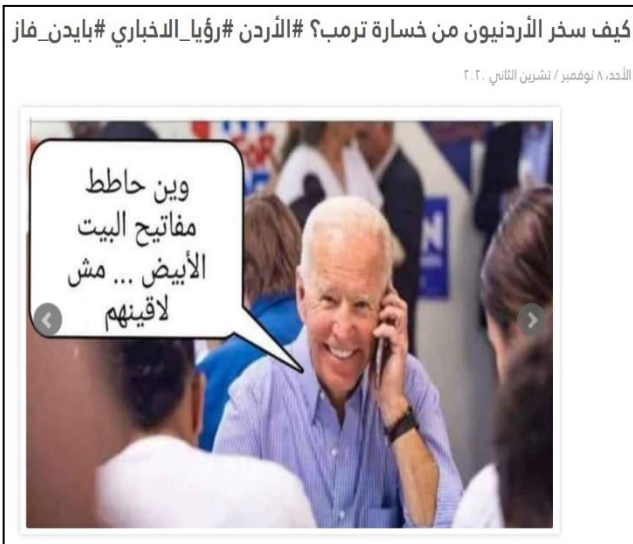 كيف سخر الأردنيون من خسارة ترمب؟ #الأردن #رؤيا_الاخباري #بايدن_فاز
الأحد، ٨ نوفمبر / تشرين الثاني ٢٠٢٠
وين حاطط
مفاتيح البيت
الأبيض ... مش
لاقينهم